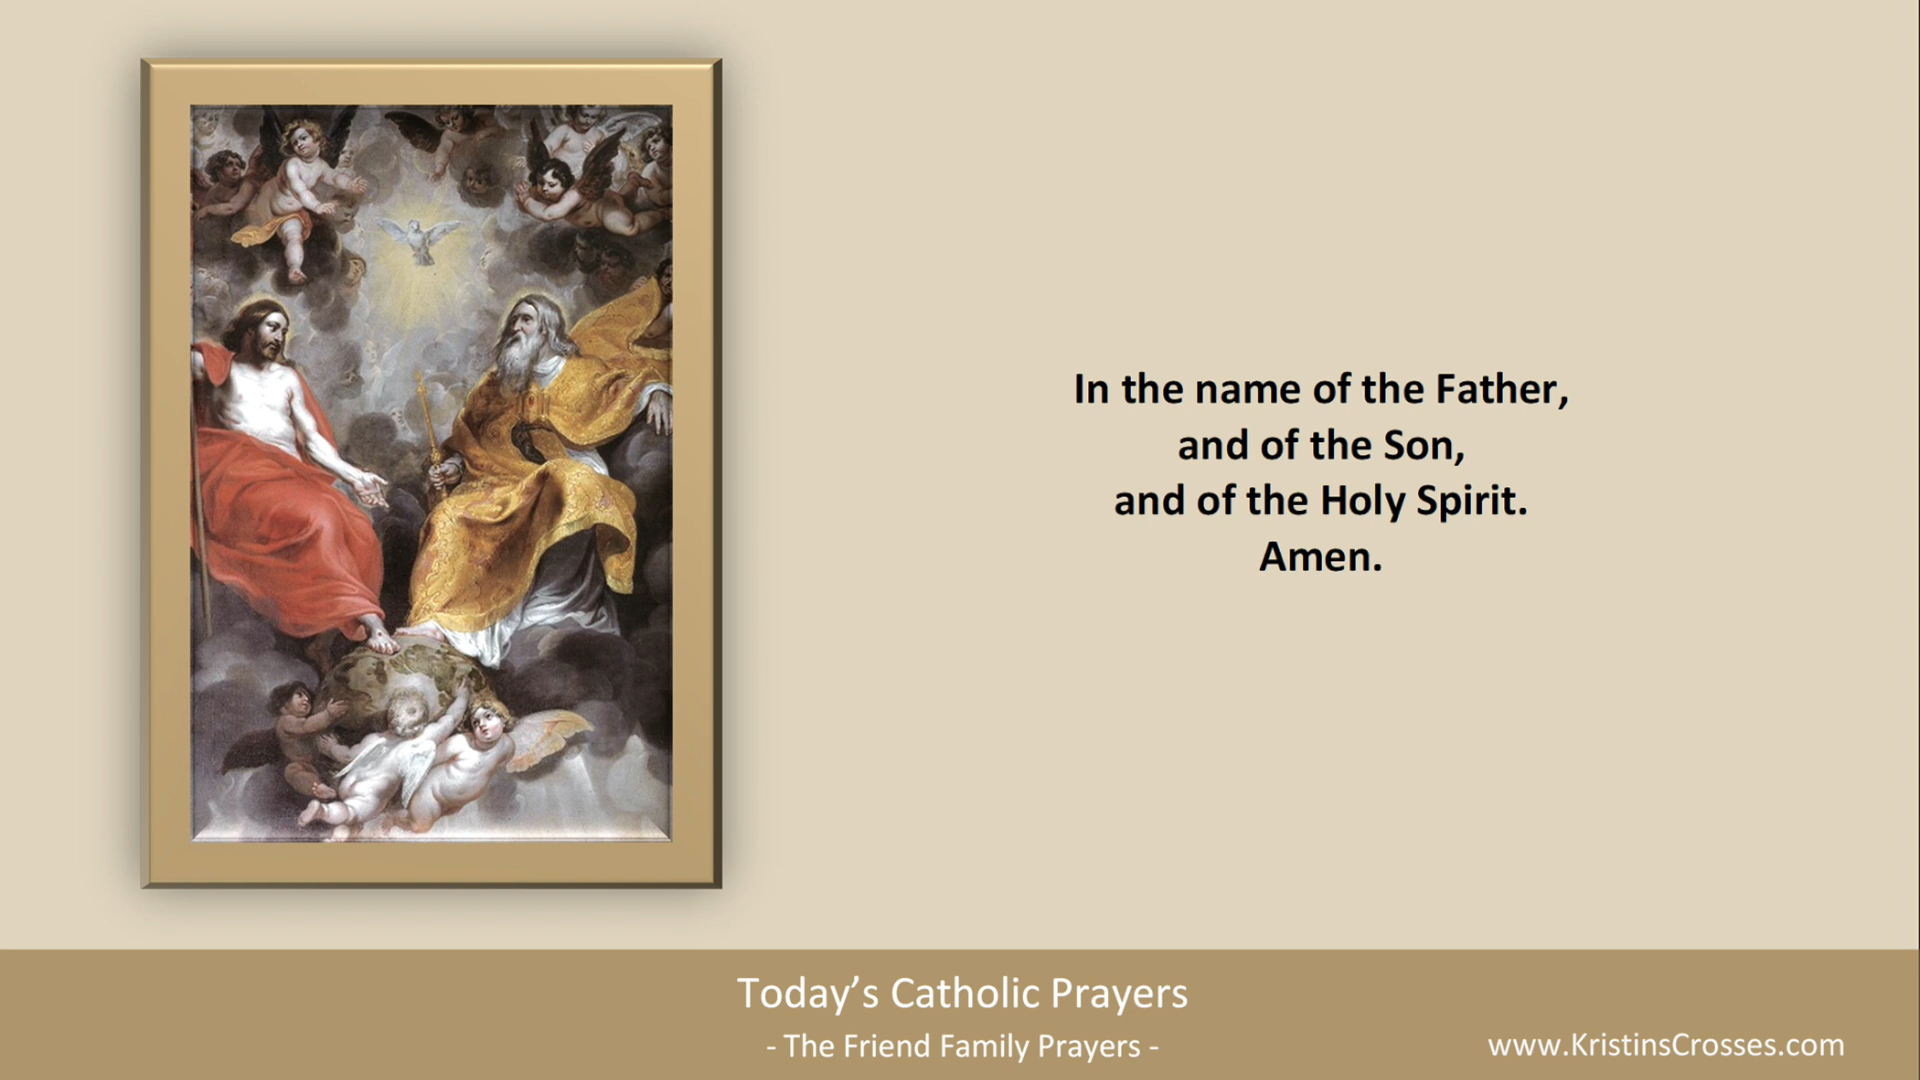 In the name of the Father,
and of the Son,
and of the Holy Spirit.
Amen.
Today’s Catholic Prayers
- The Friend Family Prayers -
www.KristinsCrosses.com